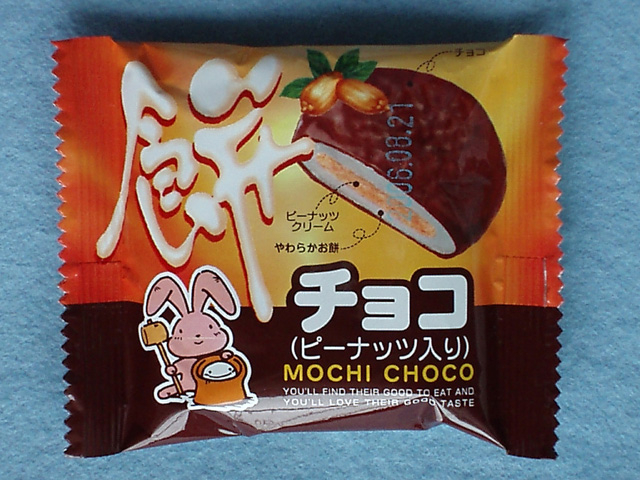 餅
チョコ
06.08.21
ピーナッツ
クリーム
やわらかお餅
チョコ
(ピーナッツ入り)
MOCHI CHOCO
YOU'LL FIND THEIR GOOD TO EAT AND
YOU'LL LOVE THEIR GOOD TASTE